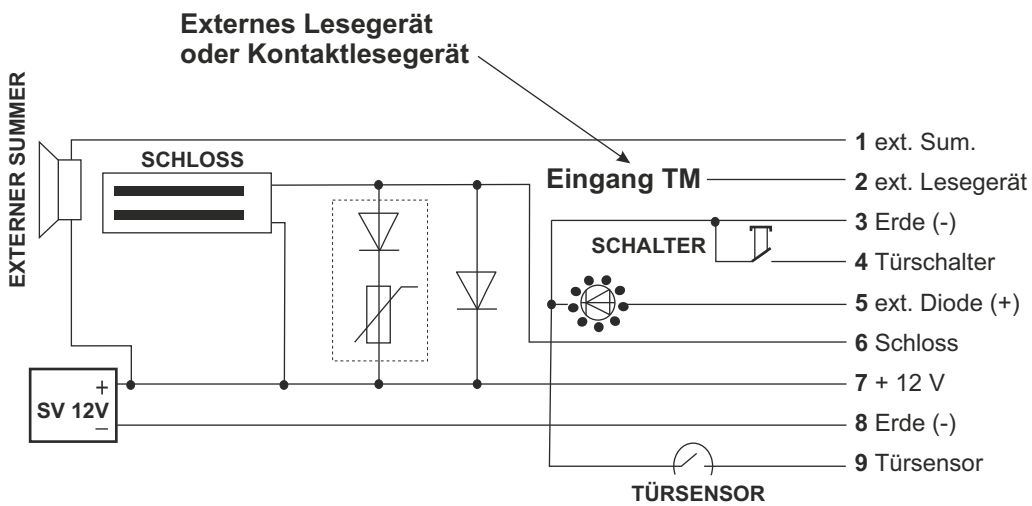 Externes Lesegerät
oder Kontaktlesegerät
EXTERNER SUMMER
SCHLOSS
1 ext. Sum.
Eingang TM
2 ext. Lesegerät
3 Erde (-)
SCHALTER
4 Türschalter
5 ext. Diode (+)
6 Schloss
+
7 + 12 V
SV 12V
–
8 Erde (-)
9 Türsensor
TÜRSENSOR